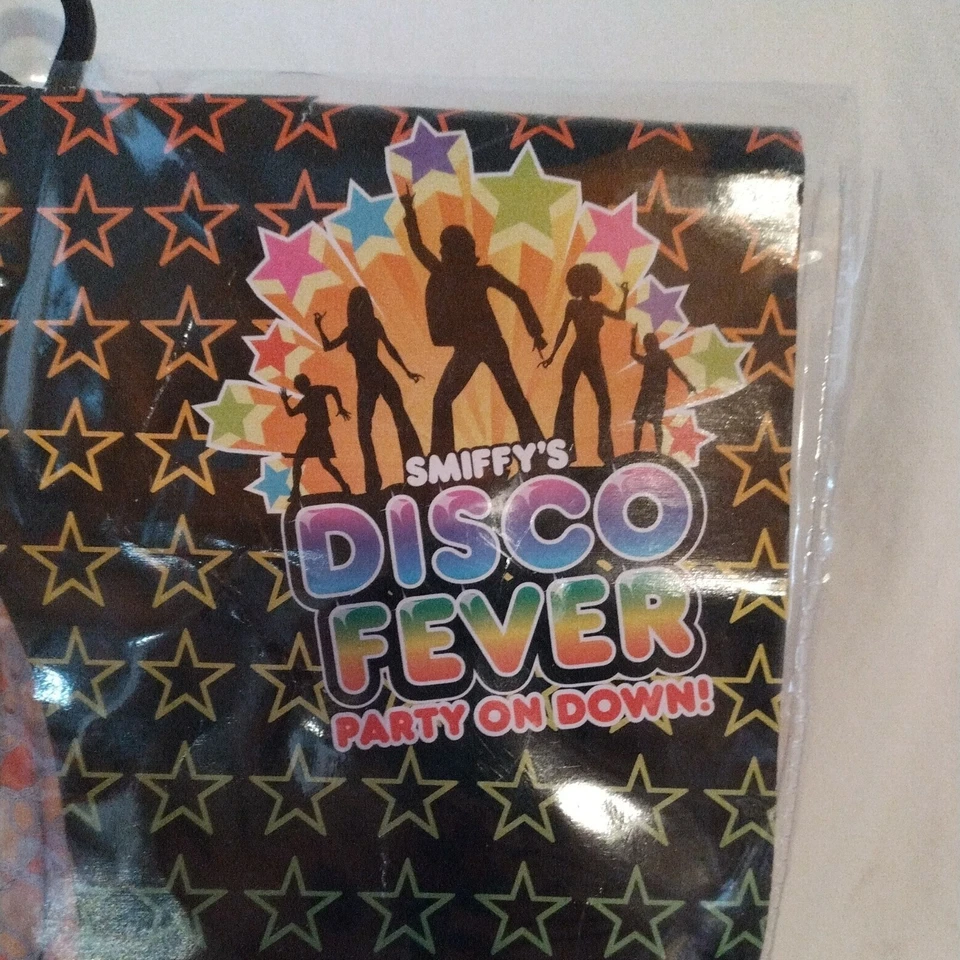 SMIFFY'S
DISCO
FEVER
PARTY ON DOWN!